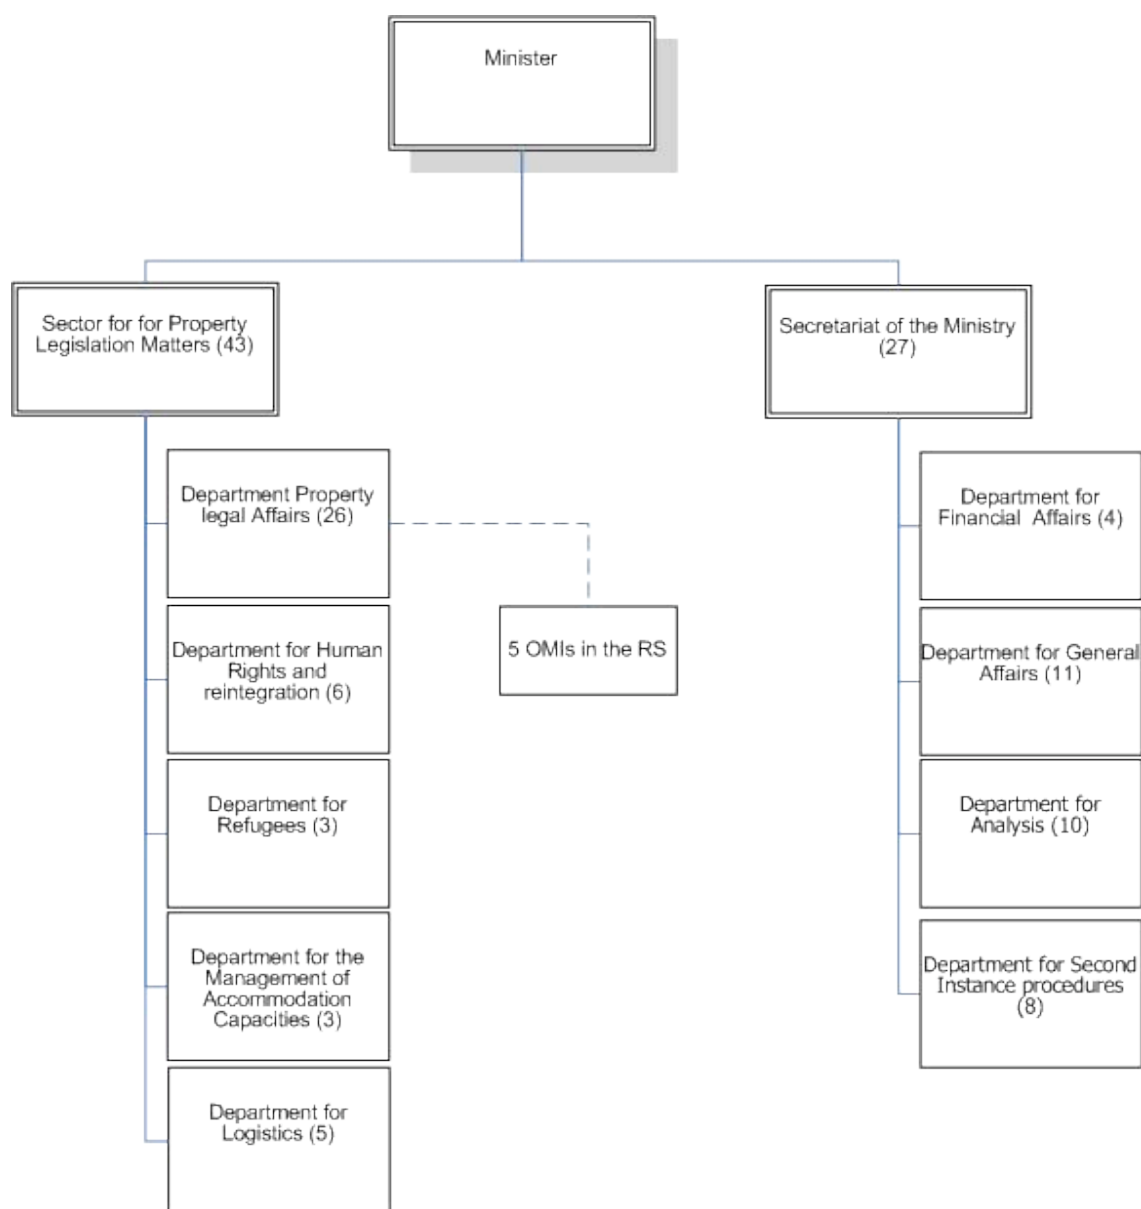 Minister
Sector for for Property
Legislation Matters (43)
Secretariat of the Ministry
(27)
Department Property
legal Affairs (26)
Department for Human
Rights and
reintegration (6)
Department for
Refugees (3)
Department for the
Management of
Accommodation
Capacities (3)
Department for
Logistics (5)
5 OMIs in the RS
Department for
Financial Affairs (4)
Department for General
Affairs (11)
Department for
Analysis (10)
Department for Second
Instance procedures
(8)